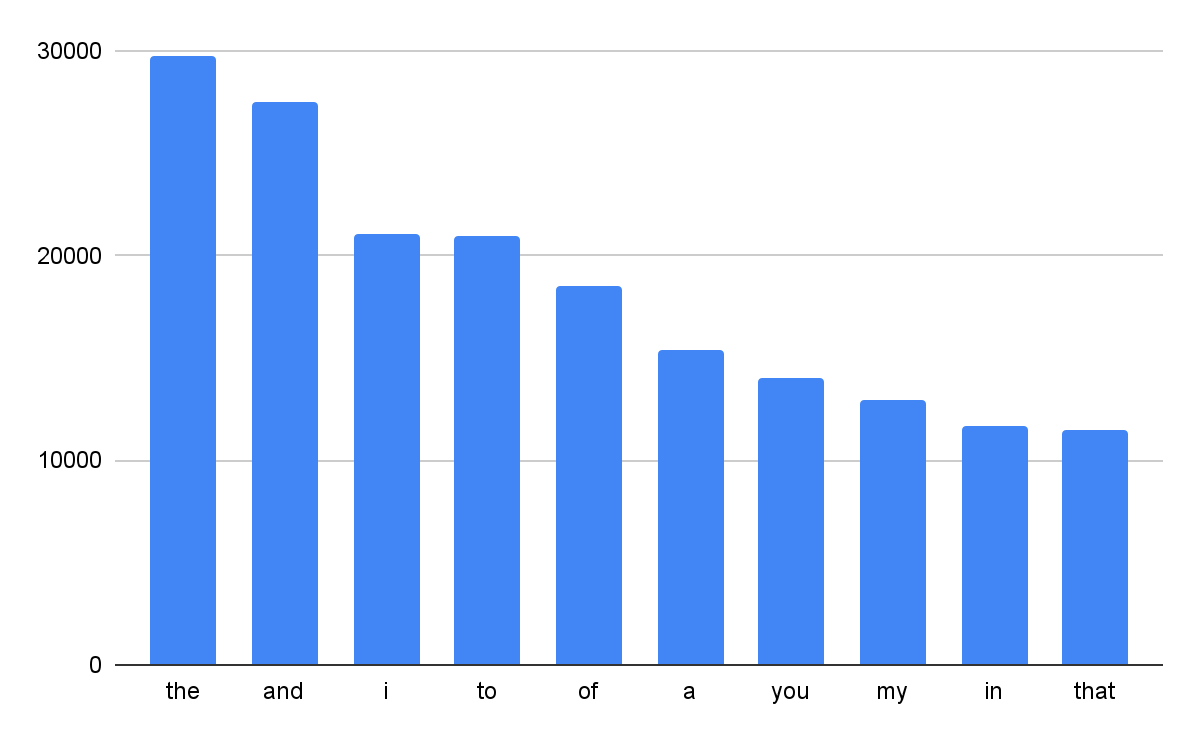 30000
20000
10000
0
the and i to of a you my in that